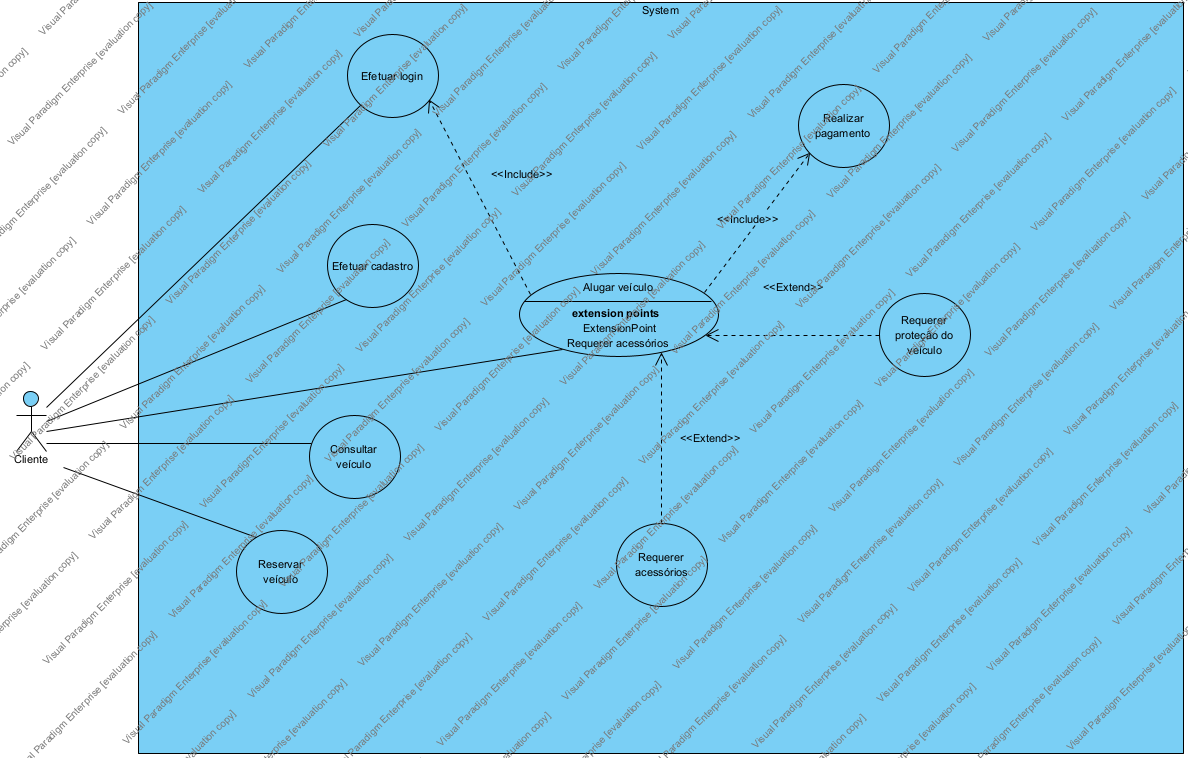 System
Efetuar login
Realizar
pagamento
<<Include>>
<<Include>>
Efetuar cadastro
Alugar veículo
<<Extend>>
extension points
ExtensionPoint
Requerer acessórios
Requerer
proteção do
veículo
<<Extend>>
Cliente
Consultar
veículo
Reservar
veículo
Requerer
acessórios
Visual Paradigm Enterprise [evaluation copy]